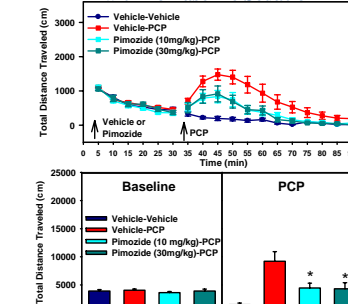 Total Distance Traveled (cm)
3000
2000
1000
0
Vehicle-Vehicle
Vehicle-PCP
Pimozide (10mg/kg)-PCP
Pimozide (30mg/kg)-PCP
Vehicle or
Pimozide
PCP
0 5 10 15 20 25 30 35 40 45 50 55 60 65 70 75 80 85
Time (min)
Total Distance Traveled (cm)
25000
20000
15000
10000
5000
Baseline
PCP
Vehicle-Vehicle
Vehicle-PCP
Pimozide (10 mg/kg)-PCP
Pimozide (30mg/kg)-PCP
* *